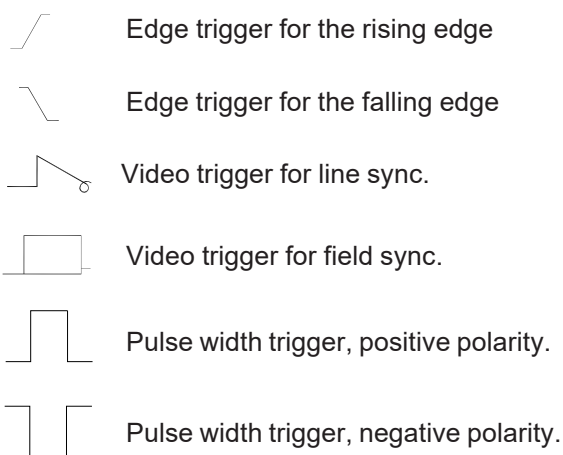 Edge trigger for the rising edge
Edge trigger for the falling edge
Video trigger for line sync.
Video trigger for field sync.
Pulse width trigger, positive polarity.
Pulse width trigger, negative polarity.